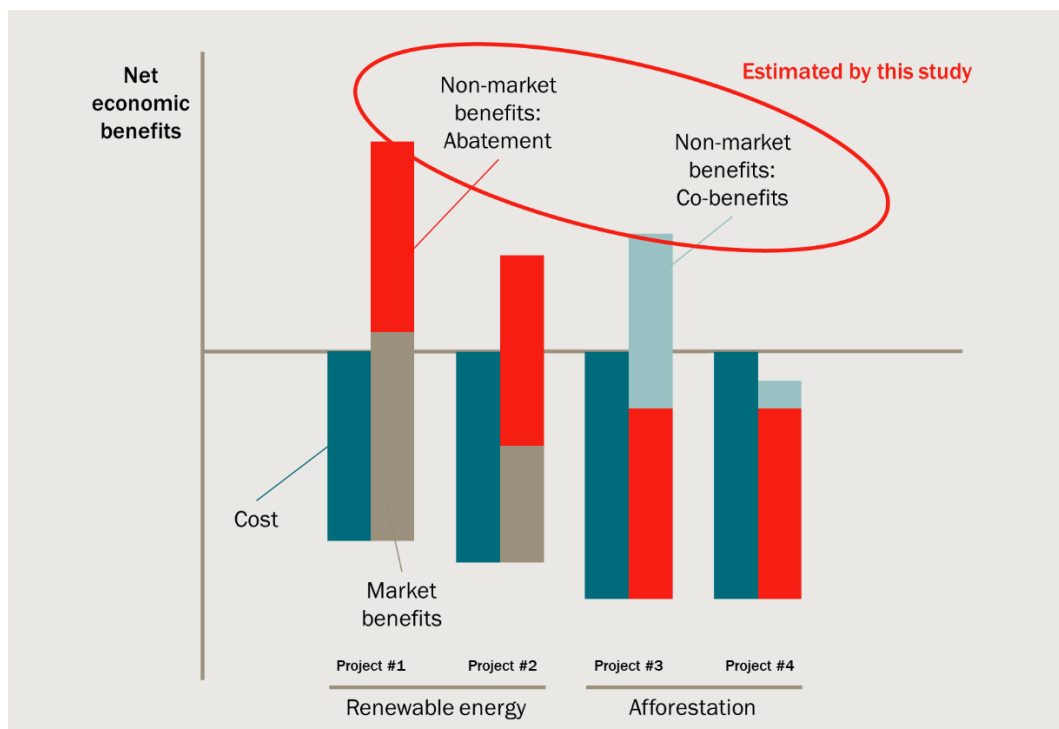 Net
economic
benefits
Estimated by this study
Non-market
benefits:
Abatement
Non-market
benefits:
Co-benefits
Cost
Market
benefits
Project #1
Project #2
Project #3
Project #4
Renewable energy
Afforestation